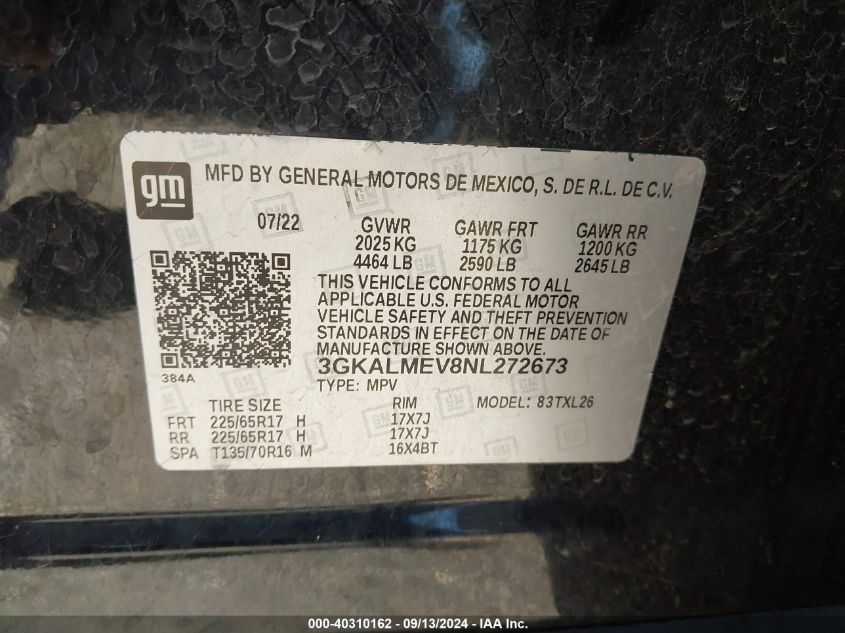 gm
MFD BY GENERAL MOTORS DE MEXICO, S. DE R.L. DE C.V.
07/22 GVWR GAWR FRT GAWR RR
2025 KG 1175 KG 1200 KG
4464 LB 2590 LB 2645 LB
THIS VEHICLE CONFORMS TO ALL
APPLICABLE U.S. FEDERAL MOTOR
VEHICLE SAFETY AND THEFT PREVENTION
STANDARDS IN EFFECT ON THE DATE OF
MANUFACTURE SHOWN ABOVE.
3GKALMEV8NL272673
384A
TYPE: MPV
TIRE SIZE RIM MODEL: 83TXL26
FRT 225/65R17 H 17X7J
RR 225/65R17 H 17X7J
SPA T135/70R16 M 16X4BT
000-40310162 - 09/13/2024 - IAA Inc.